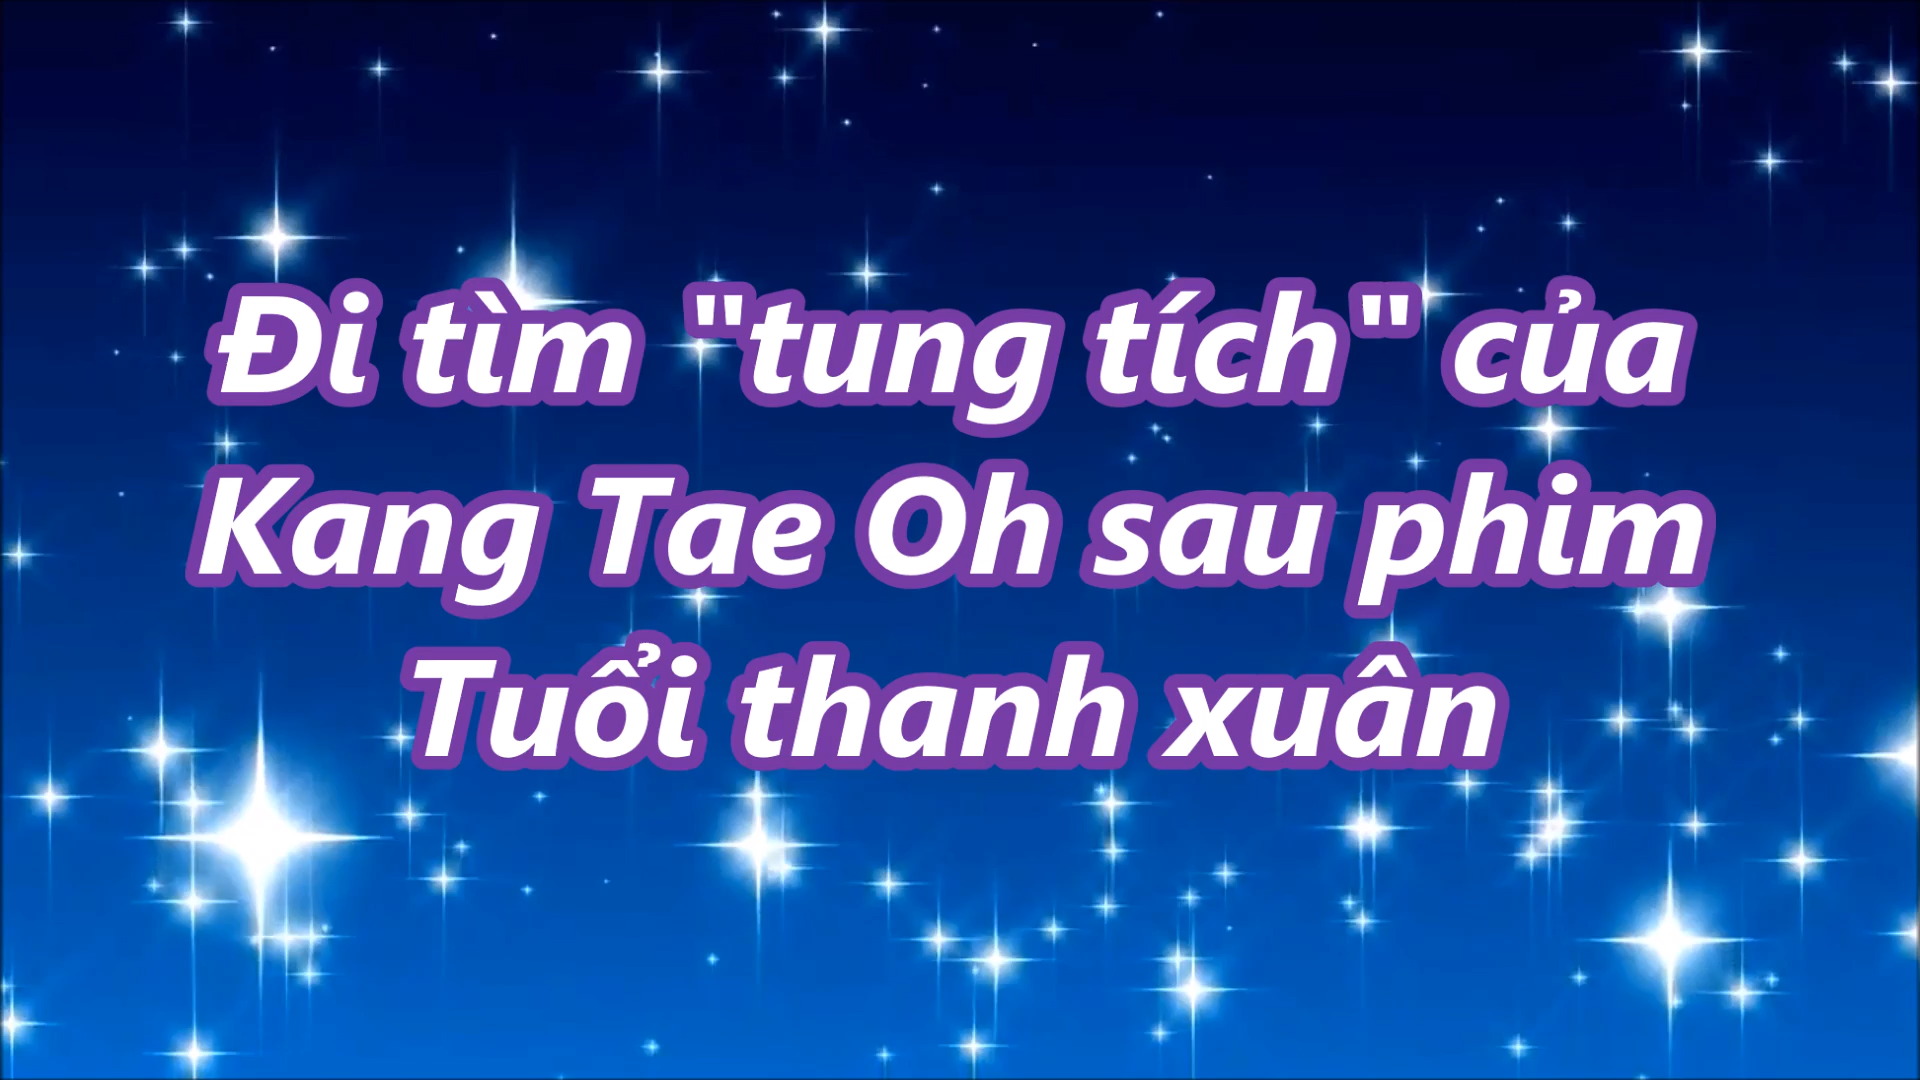 Đi tìm "tung tích" của
Kang Tae Oh sau phim
Tuổi thanh xuân